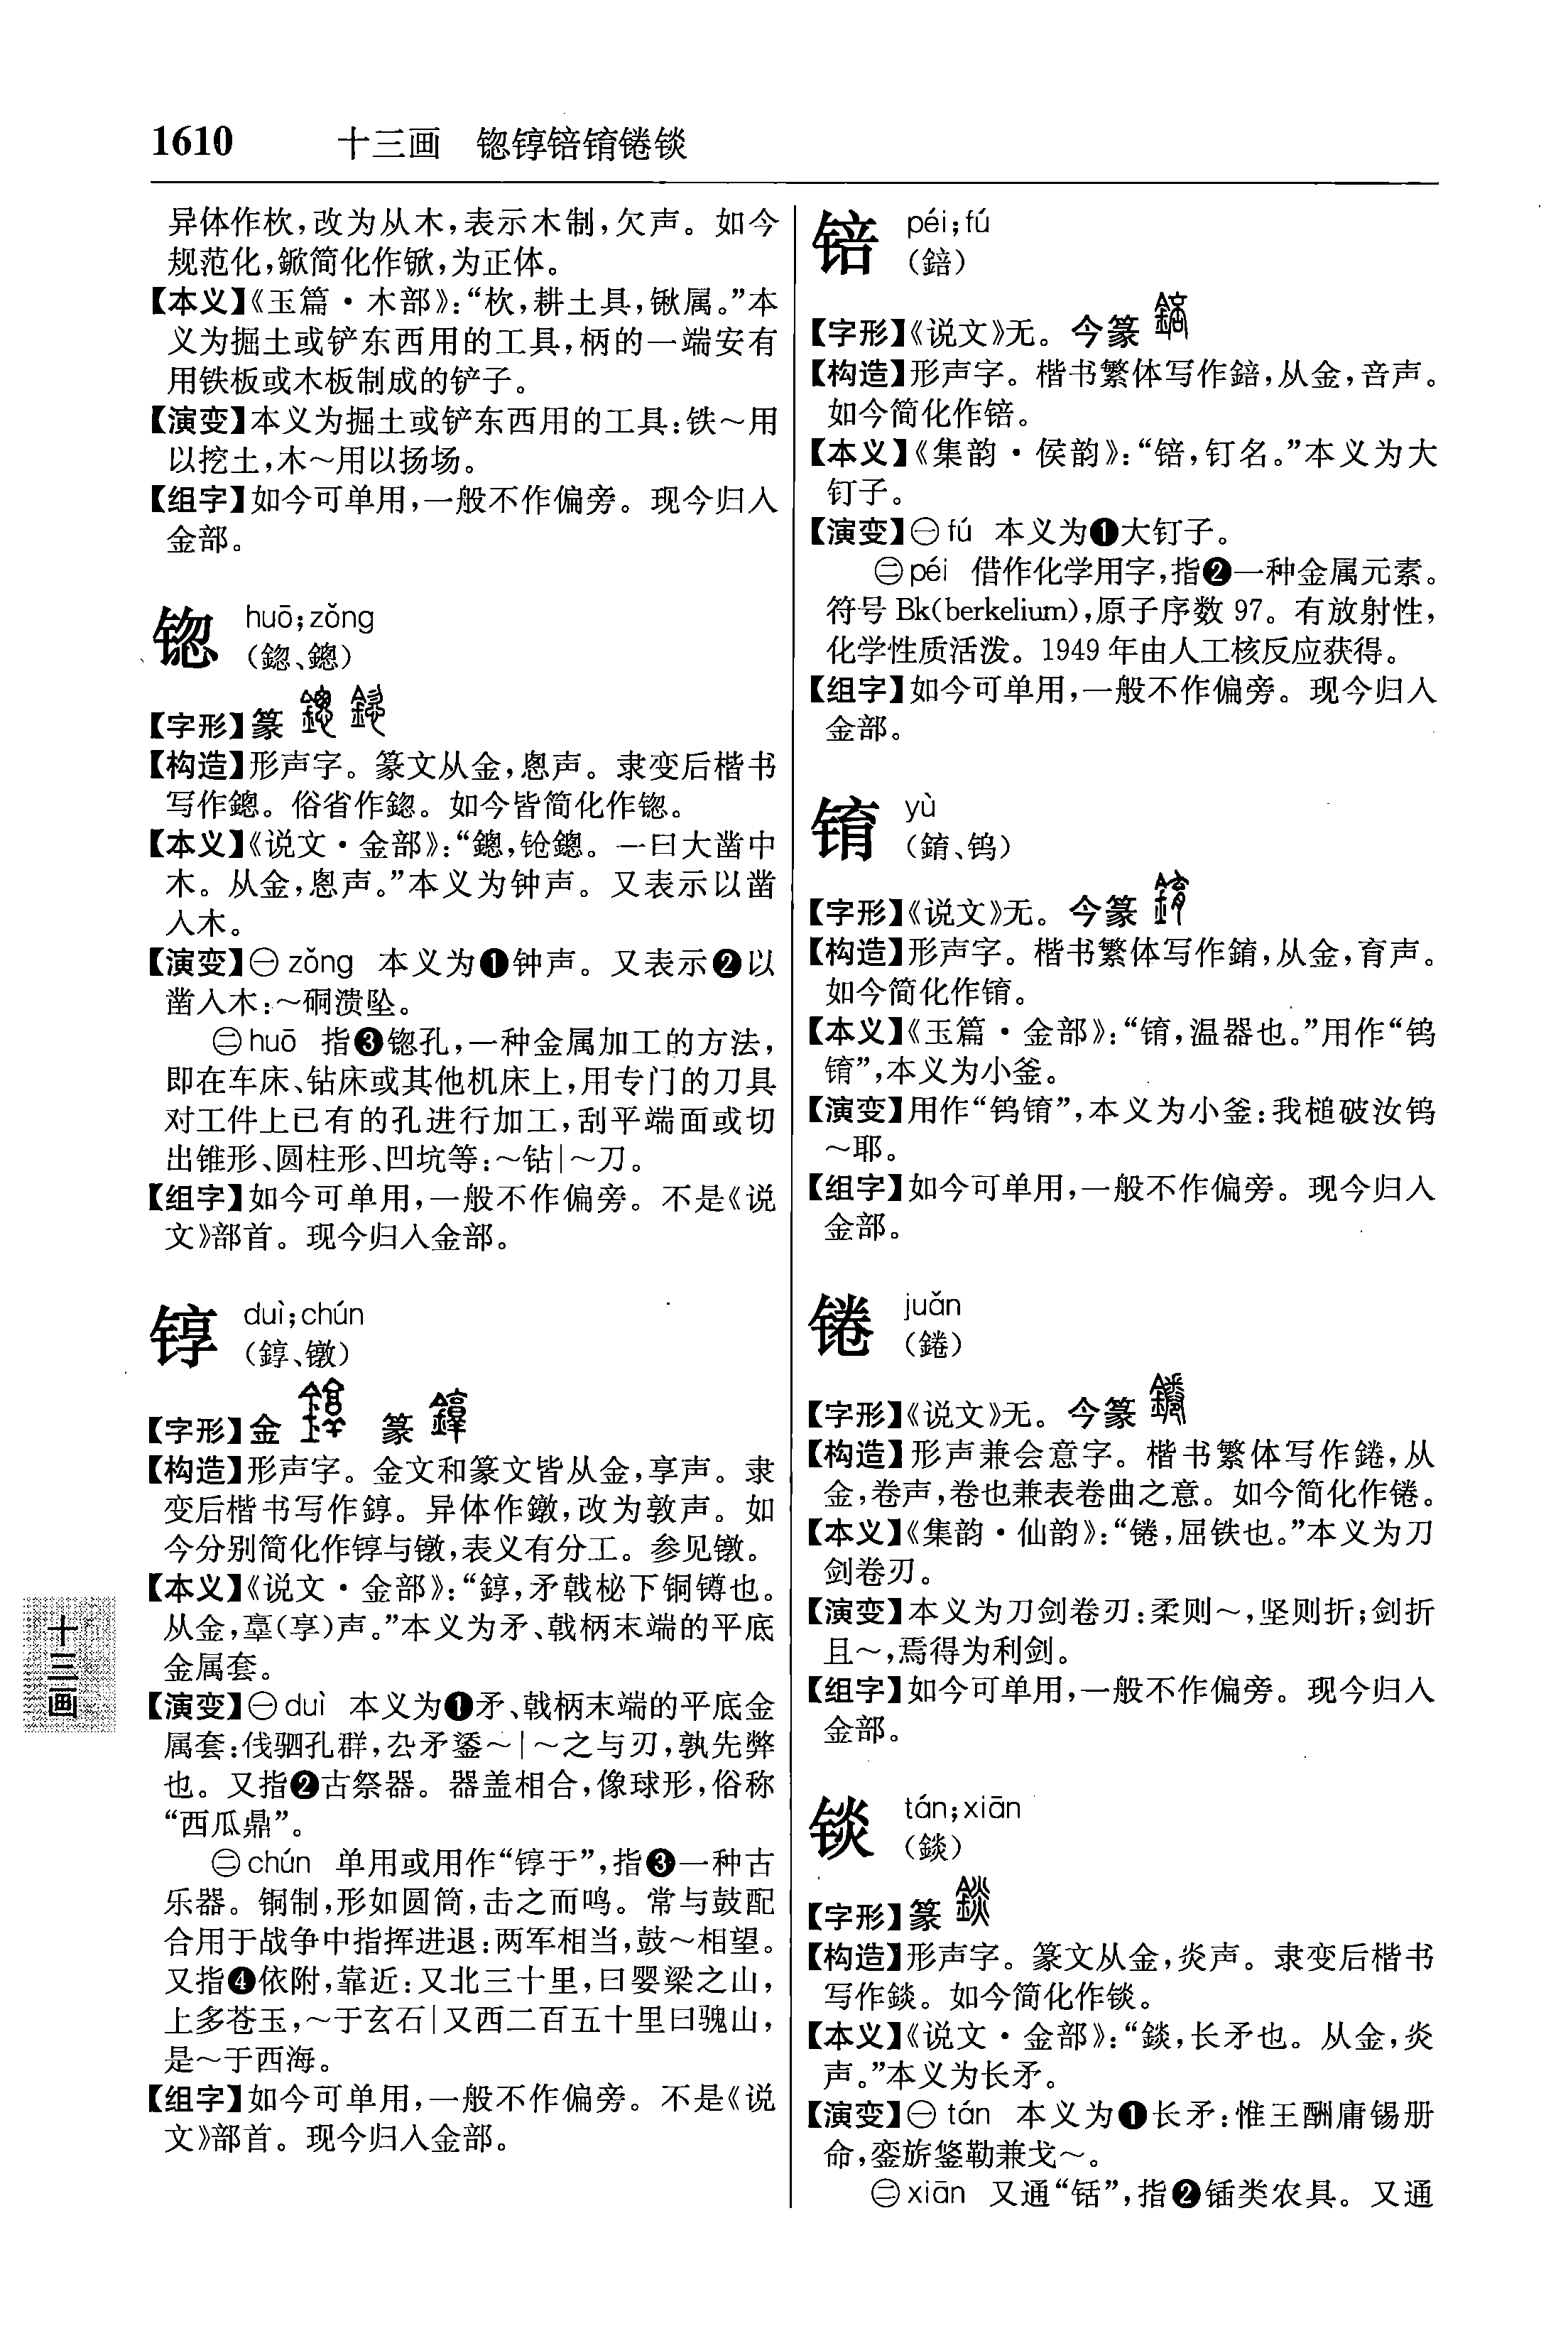 1610 十三画 锪錞锫锖锩锬
异体作杴,改为从木,表示木制,欠声。如今
规范化,鍁简化作锨,为正体。
【本义】《玉篇·木部》:“杴,耕土具,锹属。”本
义为掘土或铲东西用的工具,柄的一端安有
用铁板或木板制成的铲子。
【演变】本义为掘土或铲东西用的工具:铁～用
以挖土,木～用以扬场。
【组字】如今可单用,一般不作偏旁。现今归入
金部。
锪 huō;zǒng
(鍃、鏓)
【字形】篆
【构造】形声字。篆文从金,悤声。隶变后楷书
写作鏓。俗省作鍃。如今皆简化作锪。
【本义】《说文·金部》:“鏓,铃鏓。一曰大凿中
木。从金,悤声。”本义为钟声。又表示以凿
入木。
【演变】㊀zǒng 本义为❶钟声。又表示❷以
凿入木:～硐溃坠。
㊁huō 指❸锪孔,一种金属加工的方法,
即在车床、钻床或其他机床上,用专门的刀具
对工件上已有的孔进行加工,刮平端面或切
出锥形、圆柱形、凹坑等:～钻|～刀。
【组字】如今可单用,一般不作偏旁。不是《说
文》部首。现今归入金部。
𬭚 duì;chún
(錞、镦)
【字形】金 篆
【构造】形声字。金文和篆文皆从金,享声。隶
变后楷书写作錞。异体作鐓,改为敦声。如
今分别简化作𬭚与镦,表义有分工。参见镦。
【本义】《说文·金部》:“錞,矛戟柲下铜鐏也。
从金,𦎫(享)声。”本义为矛、戟柄末端的平底
金属套。
【演变】㊀duì 本义为❶矛、戟柄末端的平底金
属套:伐驷孔群,厹矛鋈～|～之与刃,孰先弊
也。又指❷古祭器。器盖相合,像球形,俗称
“西瓜鼎”。
㊁chún 单用或用作“𬭚于”,指❸一种古
乐器。铜制,形如圆筒,击之而鸣。常与鼓配
合用于战争中指挥进退:两军相当,鼓～相望。
又指❹依附,靠近:又北三十里,曰婴梁之山,
上多苍玉,～于玄石|又西二百五十里曰騩山,
是～于西海。
【组字】如今可单用,一般不作偏旁。不是《说
文》部首。现今归入金部。
锫 péi;fú
(錇)
【字形】《说文》无。今篆
【构造】形声字。楷书繁体写作錇,从金,咅声。
如今简化作锫。
【本义】《集韵·侯韵》:“锫,钉名。”本义为大
钉子。
【演变】㊀fú 本义为❶大钉子。
㊁péi 借作化学用字,指❷一种金属元素。
符号Bk(berkelium),原子序数97。有放射性,
化学性质活泼。1949年由人工核反应获得。
【组字】如今可单用,一般不作偏旁。现今归入
金部。
𫔍 yù
(錥、钨)
【字形】《说文》无。今篆
【构造】形声字。楷书繁体写作錥,从金,育声。
如今简化作𫔍。
【本义】《玉篇·金部》:“𫔍,温器也。”用作“钨
𫔍”,本义为小釜。
【演变】用作“钨𫔍”,本义为小釜:我槌破汝钨
～耶。
【组字】如今可单用,一般不作偏旁。现今归入
金部。
锩 juǎn
(錈)
【字形】《说文》无。今篆
【构造】形声兼会意字。楷书繁体写作錈,从
金,卷声,卷也兼表卷曲之意。如今简化作锩。
【本义】《集韵·仙韵》:“锩,屈铁也。”本义为刀
剑卷刃。
【演变】本义为刀剑卷刃:柔则～,坚则折;剑折
且～,焉得为利剑。
【组字】如今可单用,一般不作偏旁。现今归入
金部。
锬 tán;xiān
(錟)
【字形】篆
【构造】形声字。篆文从金,炎声。隶变后楷书
写作錟。如今简化作锬。
【本义】《说文·金部》:“錟,长矛也。从金,炎
声。”本义为长矛。
【演变】㊀tán 本义为❶长矛:惟王酬庸锡册
命,銮旂鋚勒兼戈～。
㊁xiān 又通“铦”,指❷锸类农具。又通
十三画